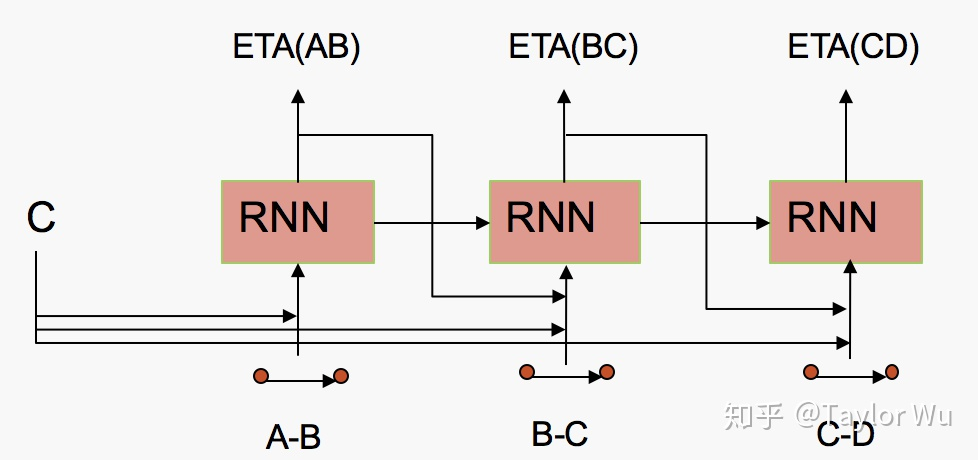 ETA(AB) ETA(BC) ETA(CD)
C RNN RNN RNN
A-B B-C C-D
知乎 @Taylor Wu